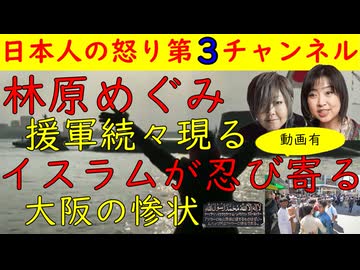 日本人の怒り第3チャンネル
林原めぐみ
援軍続々現る
動画有
イスラムが忍び寄る
大阪の惨状